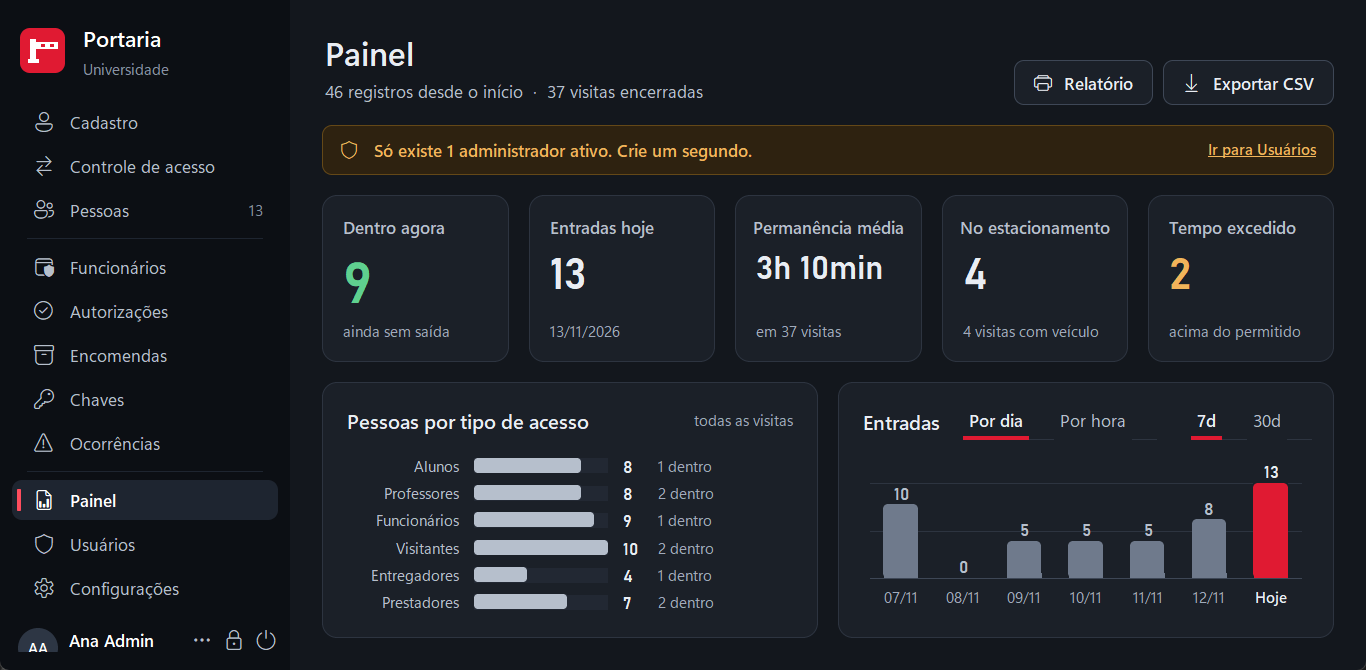 Portaria
Universidade
Cadastro
Controle de acesso
Pessoas 13
Funcionários
Autorizações
Encomendas
Chaves
Ocorrências
Painel
Usuários
Configurações
AA Ana Admin ...
Painel
46 registros desde o início · 37 visitas encerradas
Relatório
Exportar CSV
Só existe 1 administrador ativo. Crie um segundo.
Ir para Usuários
Dentro agora
9
ainda sem saída
Entradas hoje
13
13/11/2026
Permanência média
3h 10min
em 37 visitas
No estacionamento
4
4 visitas com veículo
Tempo excedido
2
acima do permitido
Pessoas por tipo de acesso
todas as visitas
Alunos 8 1 dentro
Professores 8 2 dentro
Funcionários 9 1 dentro
Visitantes 10 2 dentro
Entregadores 4 1 dentro
Prestadores 7 2 dentro
Entradas
Por dia
Por hora
7d
30d
10 0 5 5 5 8 13
07/11 08/11 09/11 10/11 11/11 12/11 Hoje